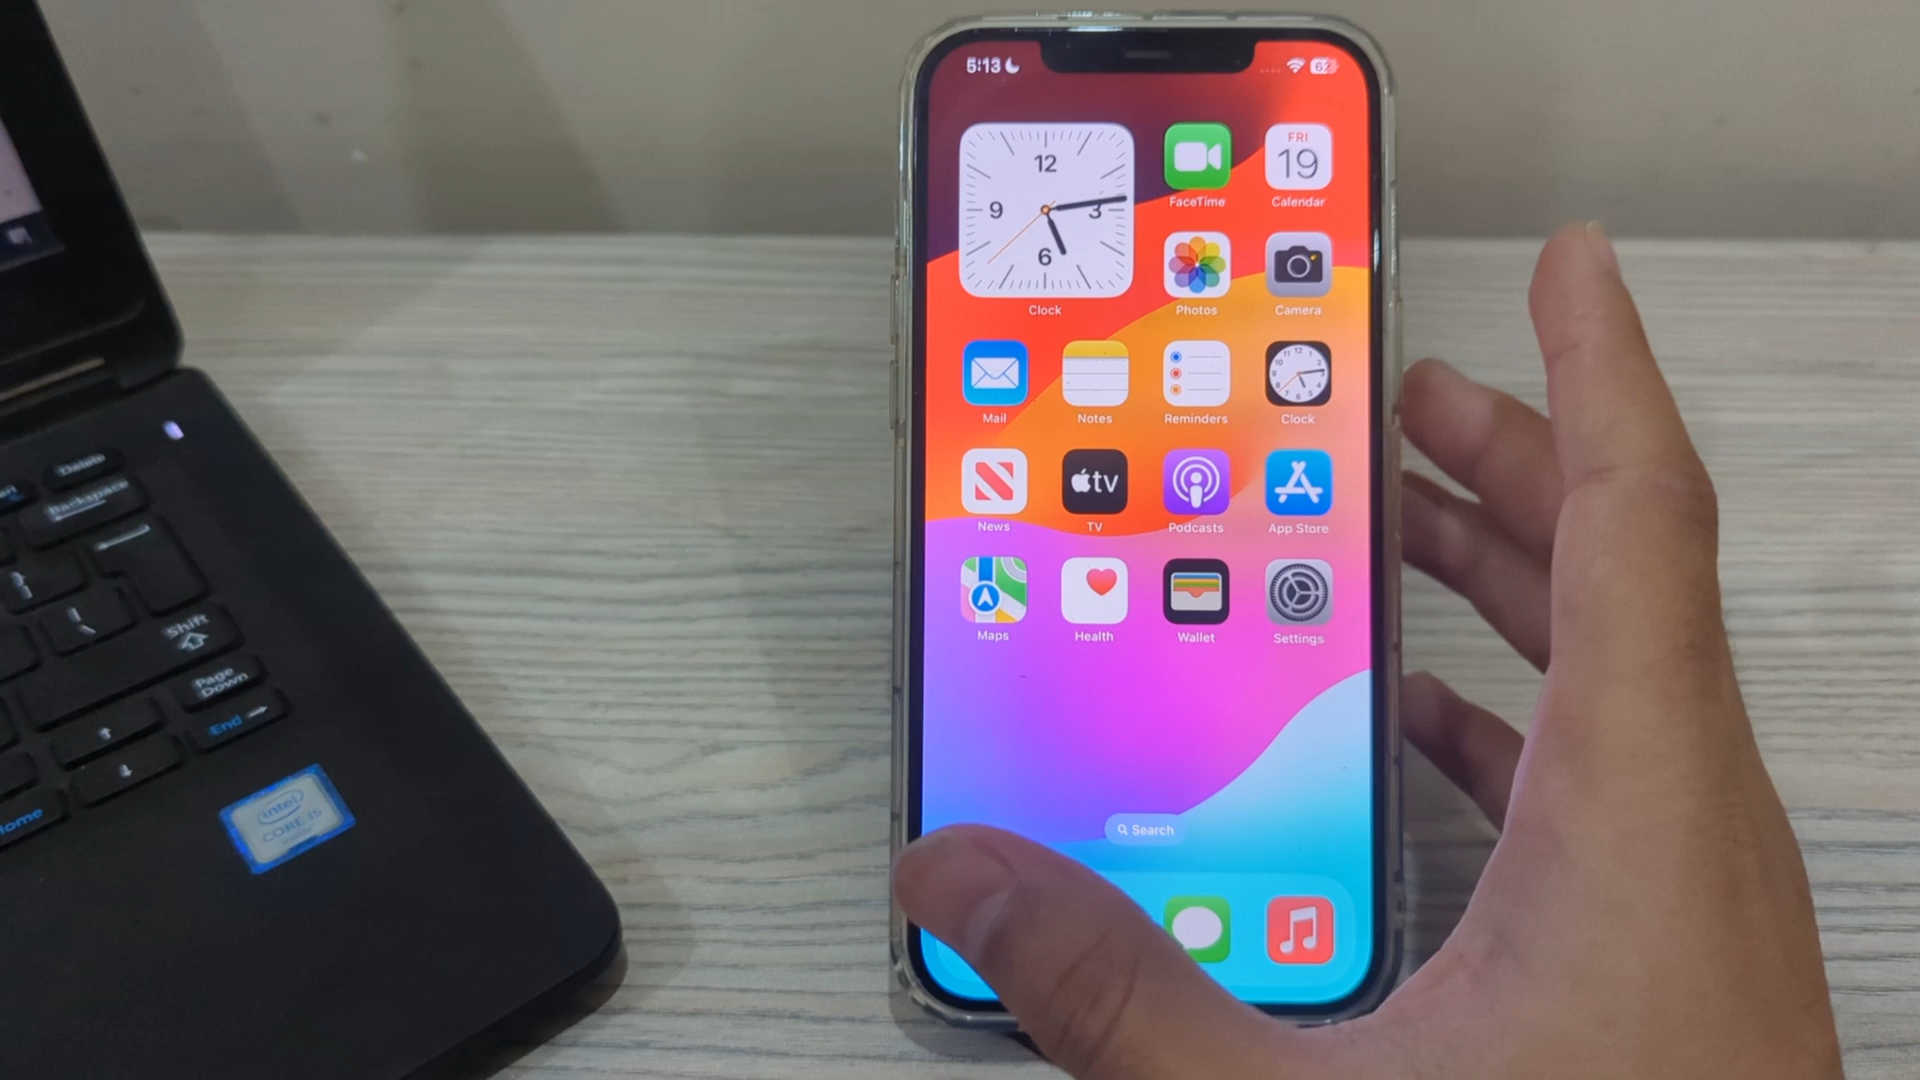 5:13
62
12
9
3
6
Clock
FaceTime
FRI
19
Calendar
Photos
Camera
Mail
Notes
Reminders
Clock
News
tv
TV
Podcasts
App Store
Maps
Health
Wallet
Settings
Search
Delete
Backspace
Shift
Page
Down
End
intel
CORE i5